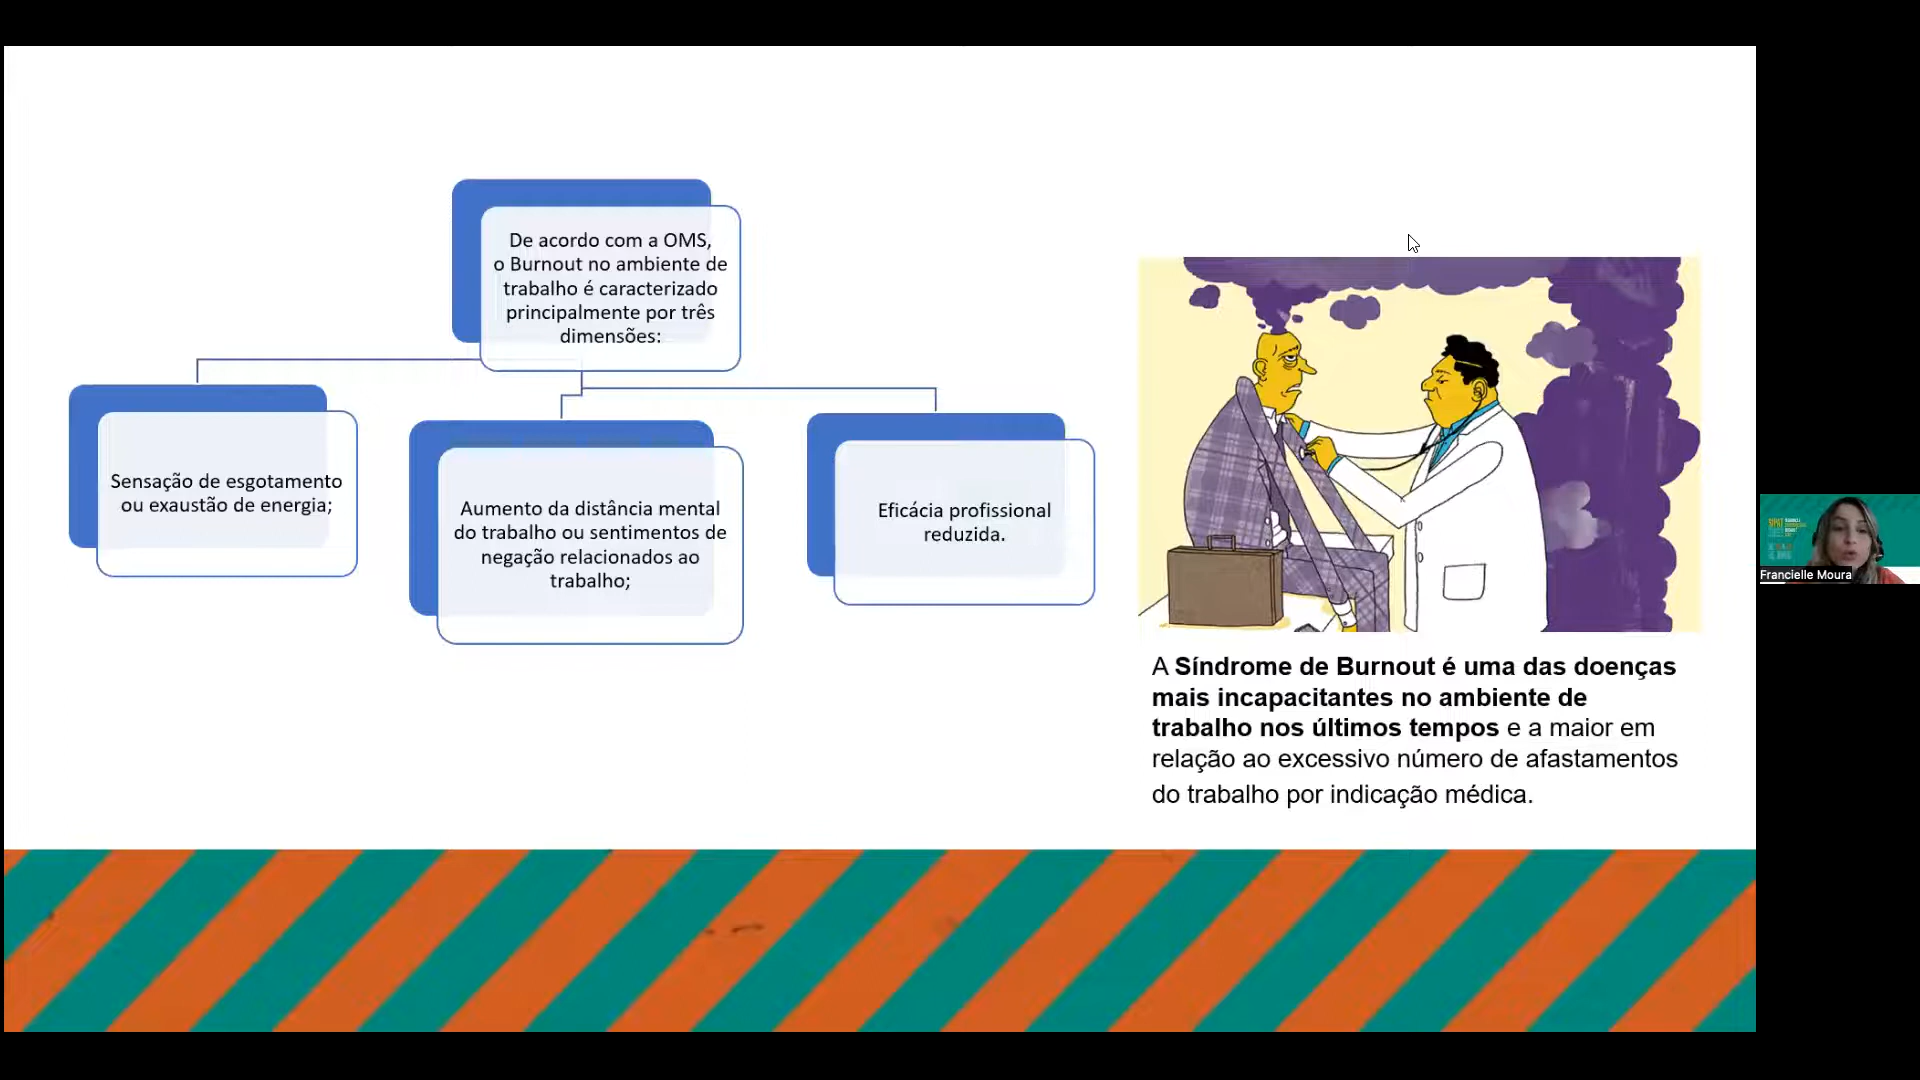 De acordo com a OMS,
o Burnout no ambiente de
trabalho é caracterizado
principalmente por três
dimensões:
Sensação de esgotamento
ou exaustão de energia;
Aumento da distância mental
do trabalho ou sentimentos de
negação relacionados ao
trabalho;
Eficácia profissional
reduzida.
A Síndrome de Burnout é uma das doenças
mais incapacitantes no ambiente de
trabalho nos últimos tempos e a maior em
relação ao excessivo número de afastamentos
do trabalho por indicação médica.
Francielle Moura